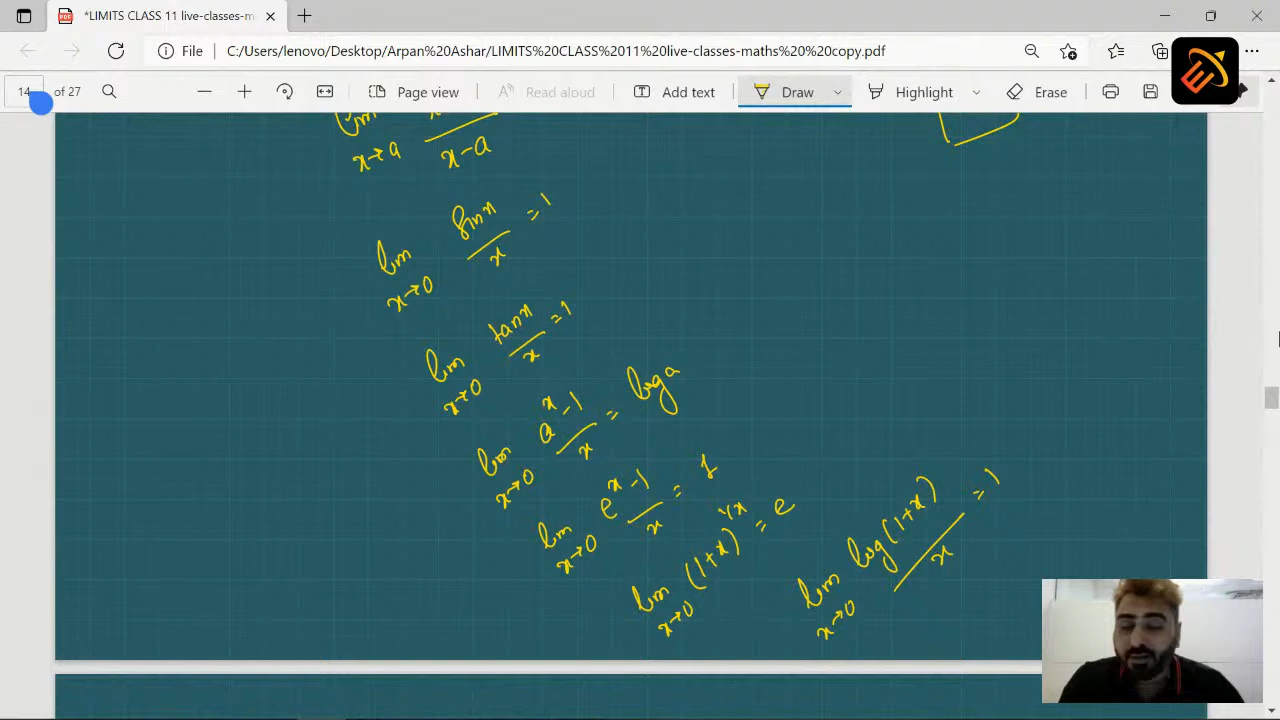 *LIMITS CLASS 11 live-classes-m
File
C:/Users/lenovo/Desktop/Arpan%20Ashar/LIMITS%20CLASS%2011%20live-classes-maths%20%20copy.pdf
14 of 27
Page view
Read aloud
Add text
Draw
Highlight
Erase
lim x→a x-a
lim x→0 sinx/x = 1
lim x→0 tanx/x = 1
lim x→0 a^x-1/x = log a
lim x→0 e^x-1/x = 1
lim x→0 (1+x)^1/x = e
lim x→0 log(1+x)/x = 1